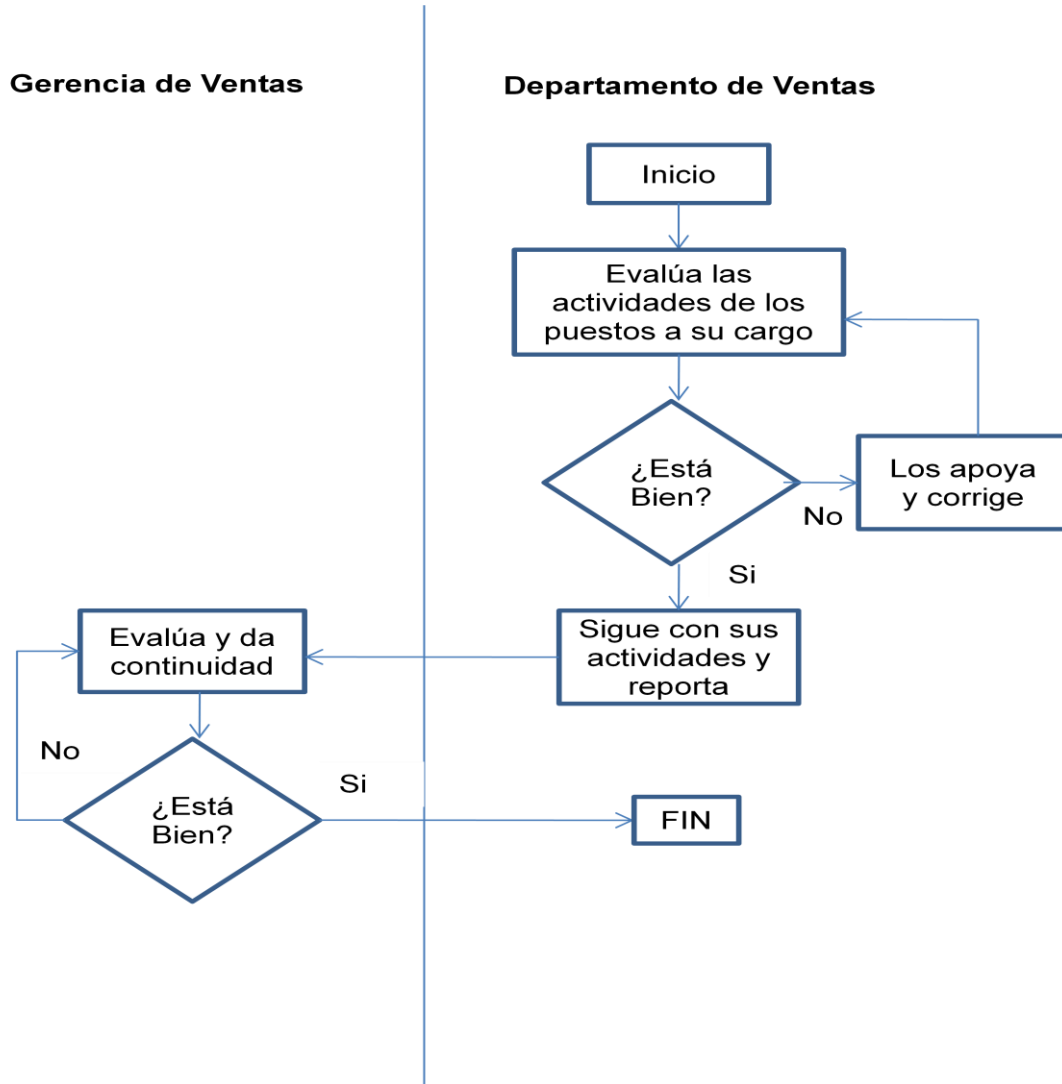 Gerencia de Ventas
Departamento de Ventas
Inicio
Evalúa las
actividades de los
puestos a su cargo
¿Está
Bien?
No
Los apoya
y corrige
Si
Sigue con sus
actividades y
reporta
Evalúa y da
continuidad
No
¿Está
Bien?
Si
FIN